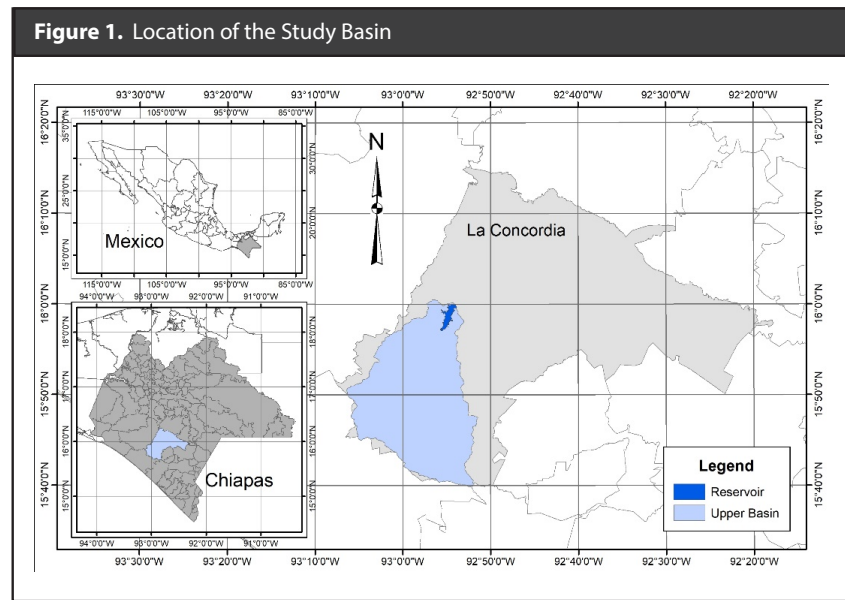 Figure 1. Location of the Study Basin
93°30'0"W 93°20'0"W 93°10'0"W 93°0'0"W 92°50'0"W 92°40'0"W 92°30'0"W 92°20'0"W
115°0'0"W 105°0'0"W 95°0'0"W 85°0'0"W
35°0'0"N
25°0'0"N
15°0'0"N
30°0'0"N
20°0'0"N
Mexico
115°0'0"W 105°0'0"W 95°0'0"W 85°0'0"W
94°0'0"W 93°0'0"W 92°0'0"W 91°0'0"W
18°0'0"N
17°0'0"N
16°0'0"N
15°0'0"N
18°0'0"N
17°0'0"N
16°0'0"N
15°0'0"N
Chiapas
94°0'0"W 93°0'0"W 92°0'0"W 91°0'0"W
N
La Concordia
16°20'0"N
16°10'0"N
16°0'0"N
15°50'0"N
15°40'0"N
16°20'0"N
16°10'0"N
16°0'0"N
15°50'0"N
15°40'0"N
Legend
Reservoir
Upper Basin
93°30'0"W 93°20'0"W 93°10'0"W 93°0'0"W 92°50'0"W 92°40'0"W 92°30'0"W 92°20'0"W